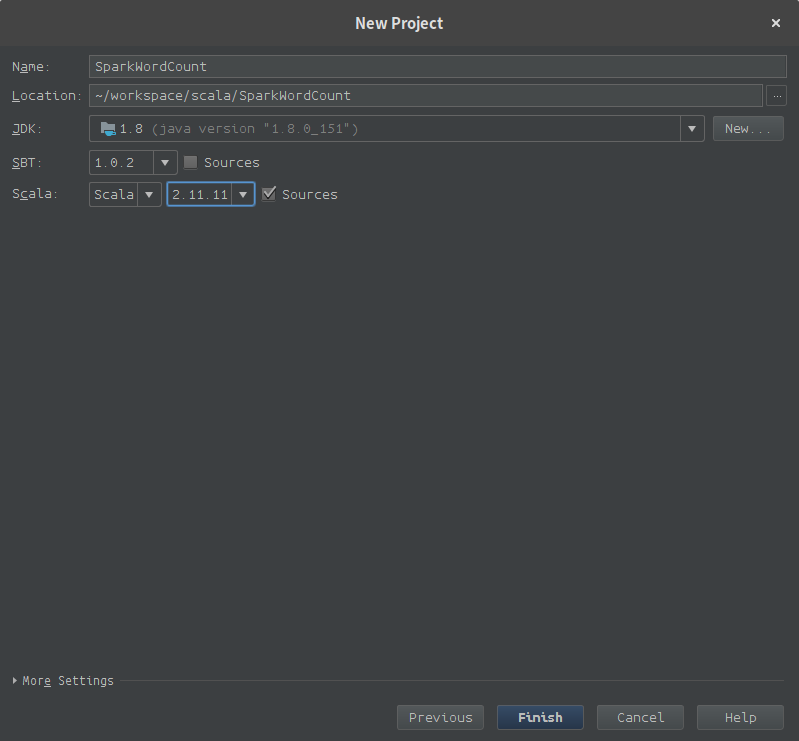 New Project
Name: SparkWordCount
Location: ~/workspace/scala/SparkWordCount ...
JDK: 1.8 (java version "1.8.0_151") New...
SBT: 1.0.2 Sources
Scala: Scala 2.11.11 Sources
More Settings
Previous Finish Cancel Help